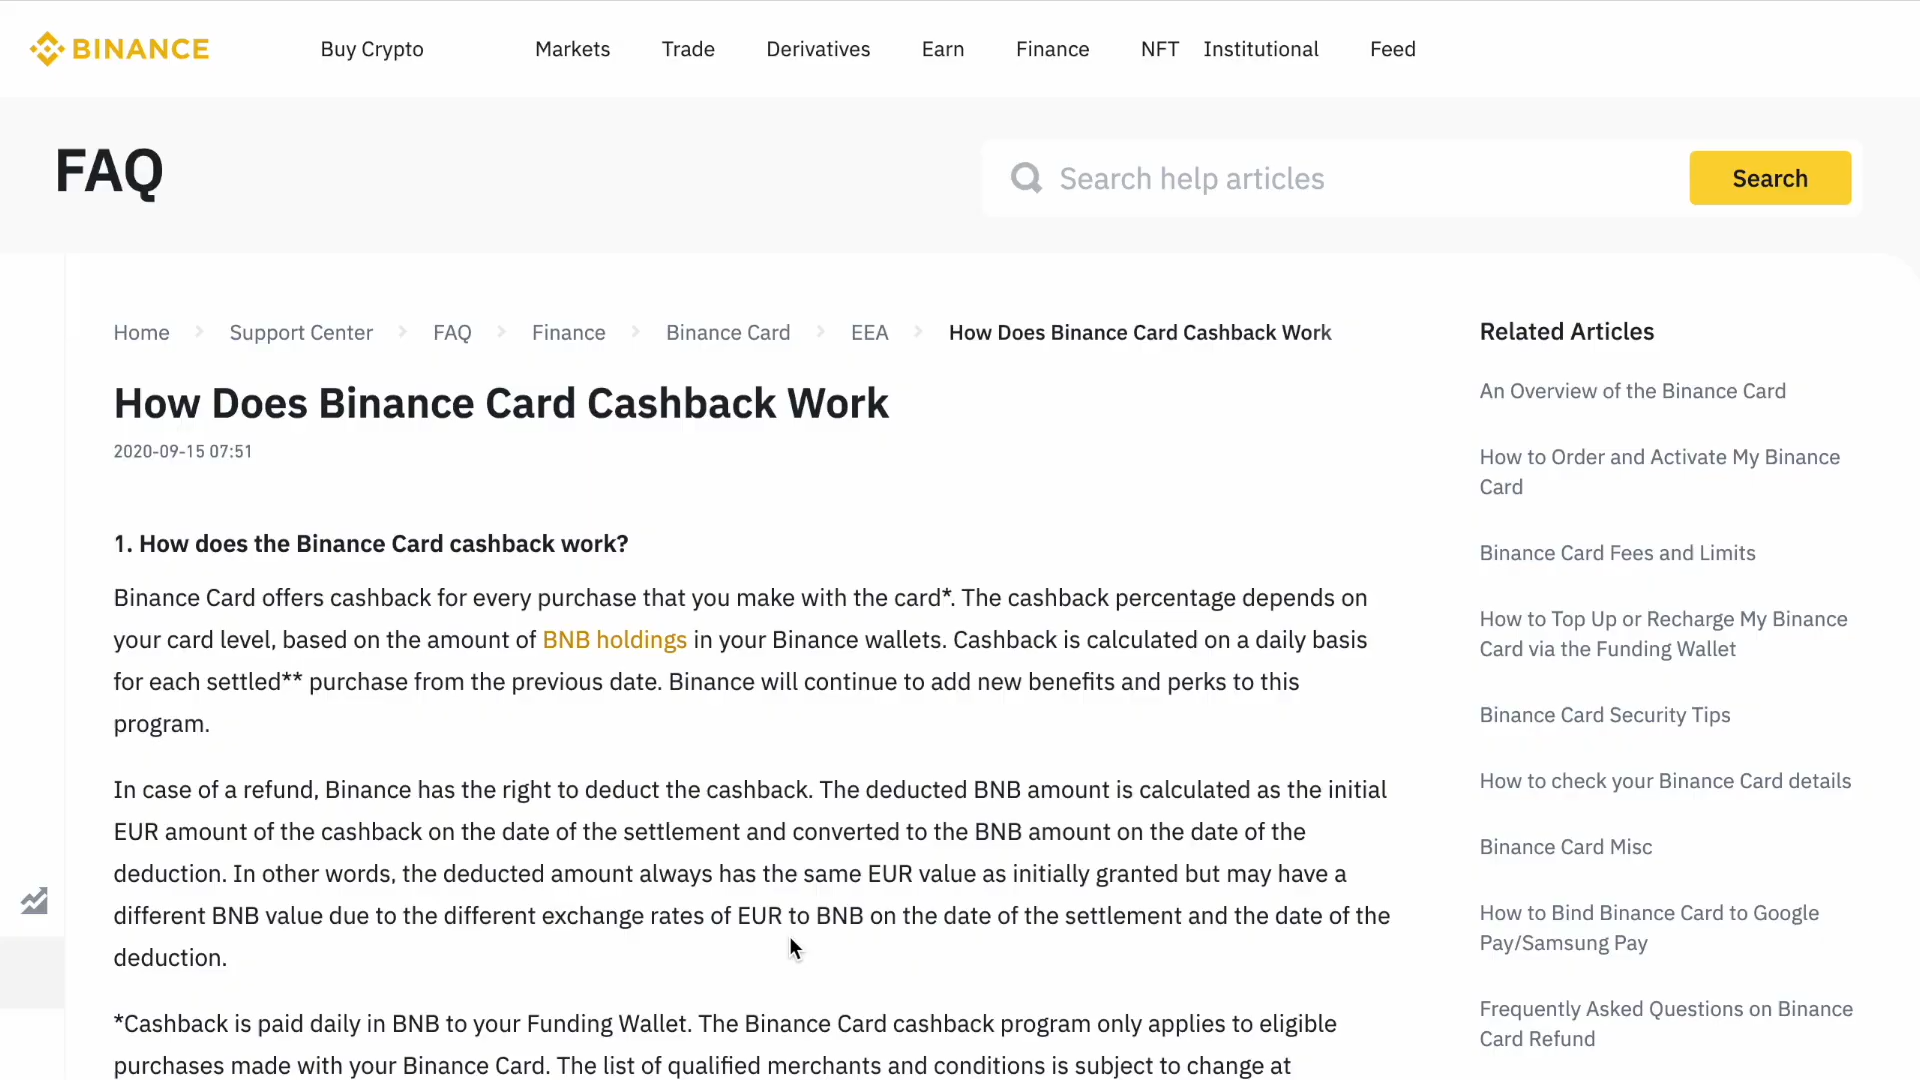 BINANCE
Buy Crypto Markets Trade Derivatives Earn Finance NFT Institutional Feed
FAQ
Search help articles
Search
Home Support Center FAQ Finance Binance Card EEA How Does Binance Card Cashback Work
How Does Binance Card Cashback Work
2020-09-15 07:51
1. How does the Binance Card cashback work?
Binance Card offers cashback for every purchase that you make with the card*. The cashback percentage depends on
your card level, based on the amount of BNB holdings in your Binance wallets. Cashback is calculated on a daily basis
for each settled** purchase from the previous date. Binance will continue to add new benefits and perks to this
program.
In case of a refund, Binance has the right to deduct the cashback. The deducted BNB amount is calculated as the initial
EUR amount of the cashback on the date of the settlement and converted to the BNB amount on the date of the
deduction. In other words, the deducted amount always has the same EUR value as initially granted but may have a
different BNB value due to the different exchange rates of EUR to BNB on the date of the settlement and the date of the
deduction.
*Cashback is paid daily in BNB to your Funding Wallet. The Binance Card cashback program only applies to eligible
purchases made with your Binance Card. The list of qualified merchants and conditions is subject to change at
Related Articles
An Overview of the Binance Card
How to Order and Activate My Binance
Card
Binance Card Fees and Limits
How to Top Up or Recharge My Binance
Card via the Funding Wallet
Binance Card Security Tips
How to check your Binance Card details
Binance Card Misc
How to Bind Binance Card to Google
Pay/Samsung Pay
Frequently Asked Questions on Binance
Card Refund